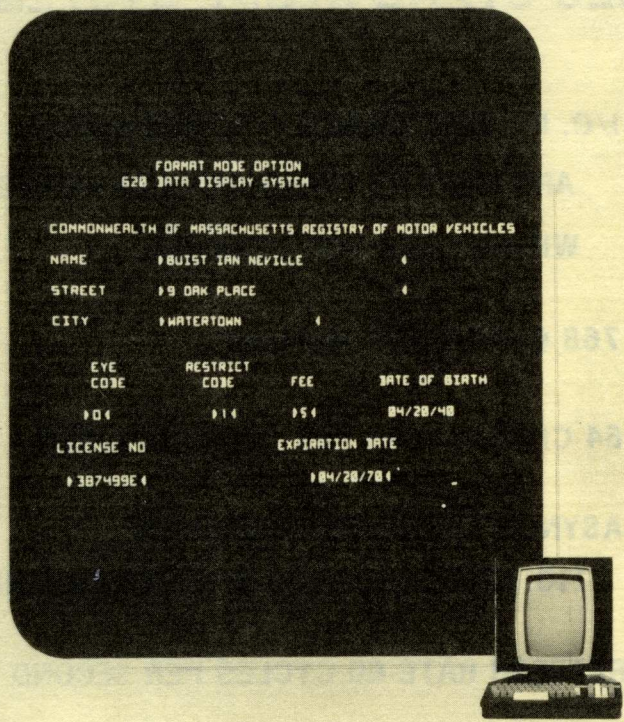 FORMAT MODE OPTION
620 DATA DISPLAY SYSTEM
COMMONWEALTH OF MASSACHUSETTS REGISTRY OF MOTOR VEHICLES
NAME BUIST IAN NEVILLE
STREET 9 OAK PLACE
CITY WATERTOWN
EYE RESTRICT
CODE CODE FEE DATE OF BIRTH
0 1 5 04/20/40
LICENSE NO EXPIRATION DATE
387499E 04/20/70